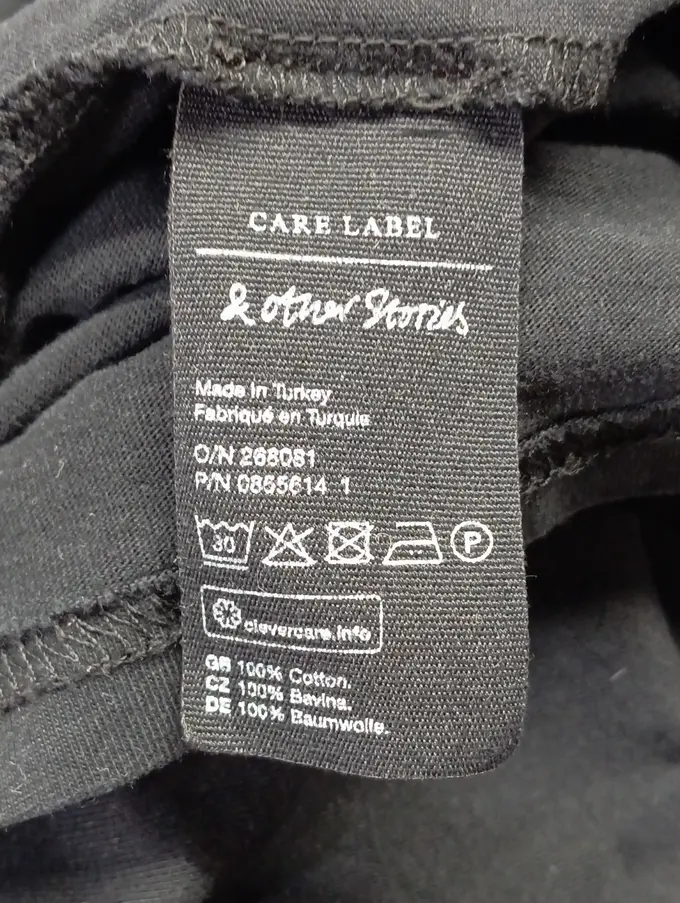 CARE LABEL
& other Stories
Made in Turkey
Fabriqué en Turquie
O/N 268081
P/N 0855614 1
30 P
clevercare.info
GB 100% Cotton.
CZ 100% Bavlna.
DE 100% Baumwolle.